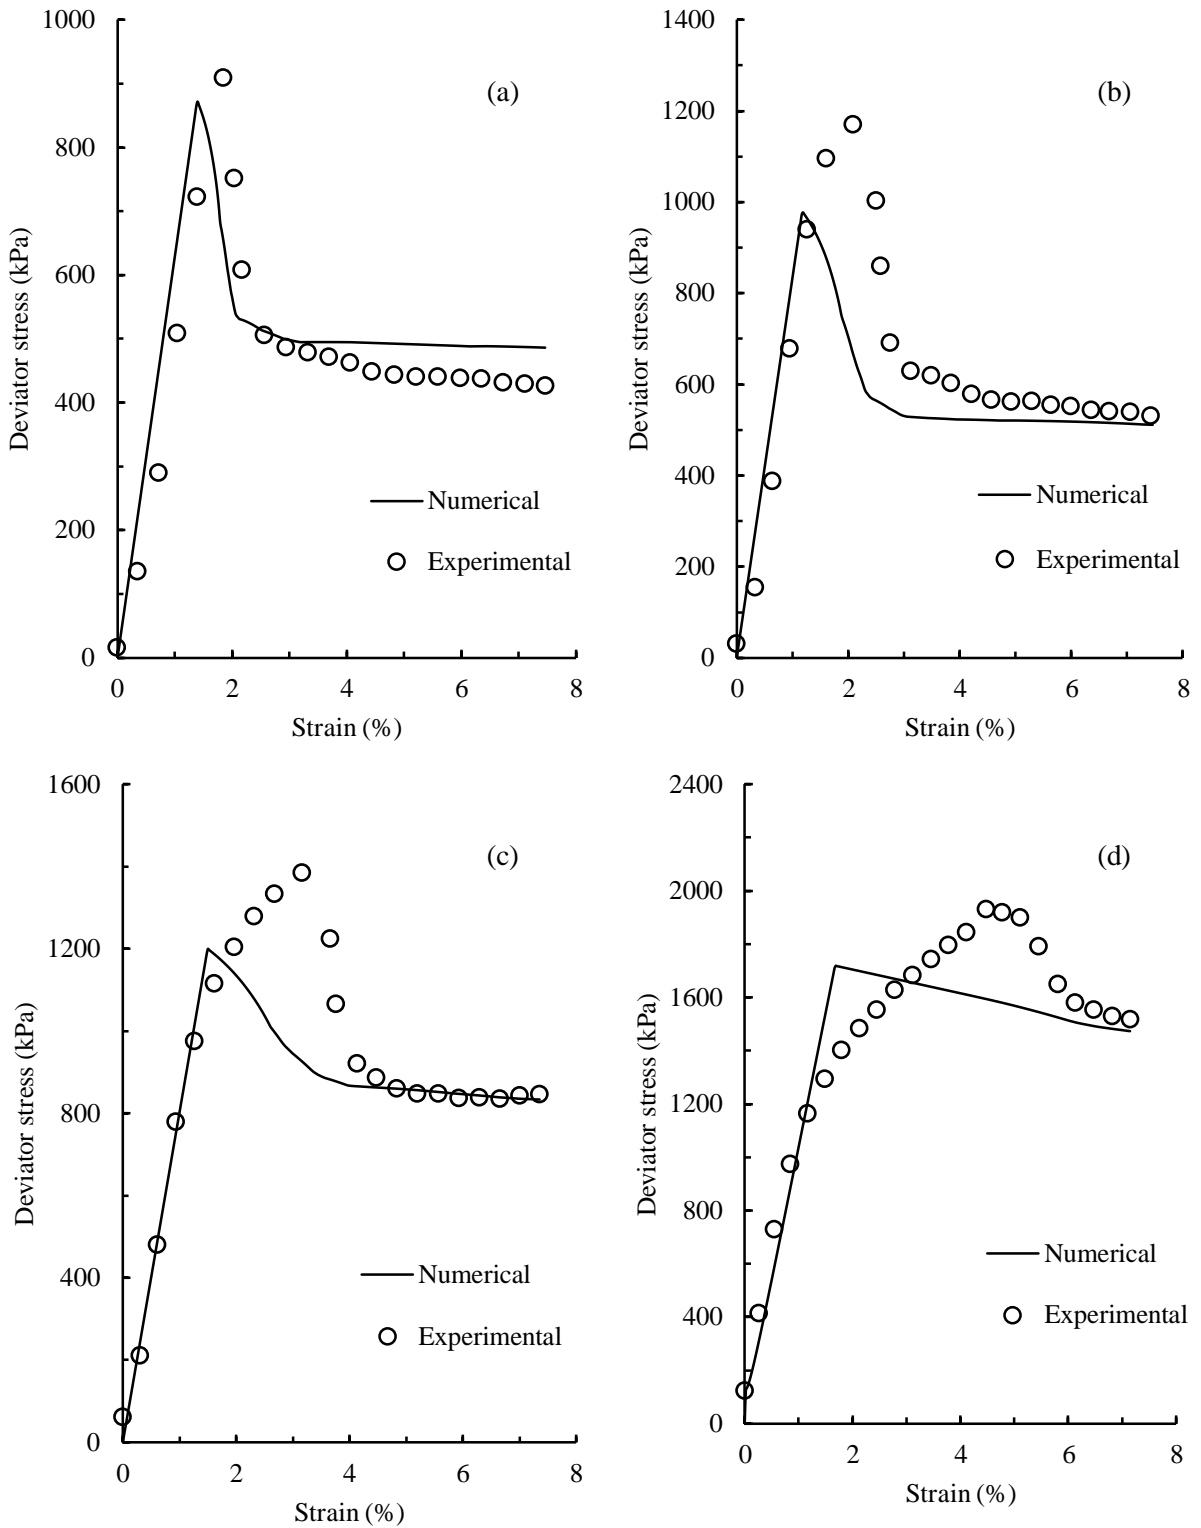 1000
800
600
400
200
0
Deviator stress (kPa)
(a)
Numerical
Experimental
0 2 4 6 8
Strain (%)
1400
1200
1000
800
600
400
200
0
Deviator stress (kPa)
(b)
Numerical
Experimental
0 2 4 6 8
Strain (%)
1600
1200
800
400
0
Deviator stress (kPa)
(c)
Numerical
Experimental
0 2 4 6 8
Strain (%)
2400
2000
1600
1200
800
400
0
Deviator stress (kPa)
(d)
Numerical
Experimental
0 2 4 6 8
Strain (%)